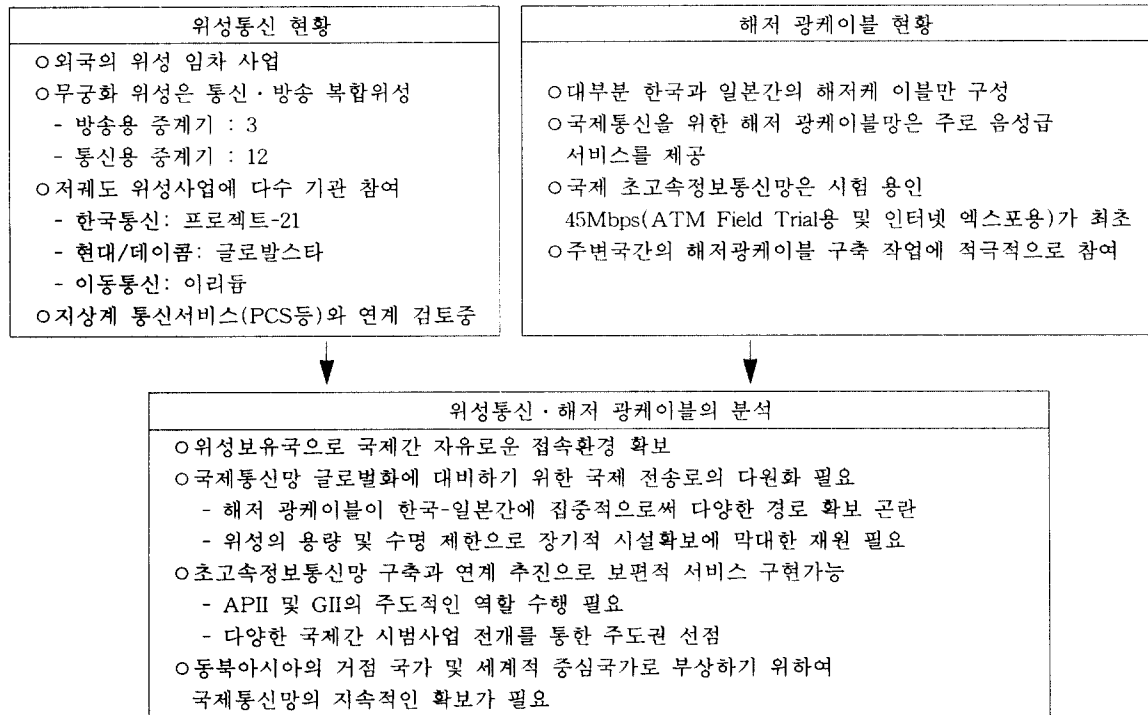 위성통신 현황
○외국의 위성 임차 사업
○무궁화 위성은 통신·방송 복합위성
- 방송용 중계기 : 3
- 통신용 중계기 : 12
○저궤도 위성사업에 다수 기관 참여
- 한국통신: 프로젝트-21
- 현대/데이콤: 글로발스타
- 이동통신: 이리듐
○지상계 통신서비스(PCS등)와 연계 검토중
해저 광케이블 현황
○대부분 한국과 일본간의 해저케 이블만 구성
○국제통신을 위한 해저 광케이블망은 주로 음성급
서비스를 제공
○국제 초고속정보통신망은 시험 용인
45Mbps(ATM Field Trial용 및 인터넷 엑스포용)가 최초
○주변국간의 해저광케이블 구축 작업에 적극적으로 참여
위성통신·해저 광케이블의 분석
○위성보유국으로 국제간 자유로운 접속환경 확보
○국제통신망 글로벌화에 대비하기 위한 국제 전송로의 다원화 필요
- 해저 광케이블이 한국-일본간에 집중적으로써 다양한 경로 확보 곤란
- 위성의 용량 및 수명 제한으로 장기적 시설확보에 막대한 재원 필요
○초고속정보통신망 구축과 연계 추진으로 보편적 서비스 구현가능
- APII 및 GII의 주도적인 역할 수행 필요
- 다양한 국제간 시범사업 전개를 통한 주도권 선점
○동북아시아의 거점 국가 및 세계적 중심국가로 부상하기 위하여
국제통신망의 지속적인 확보가 필요